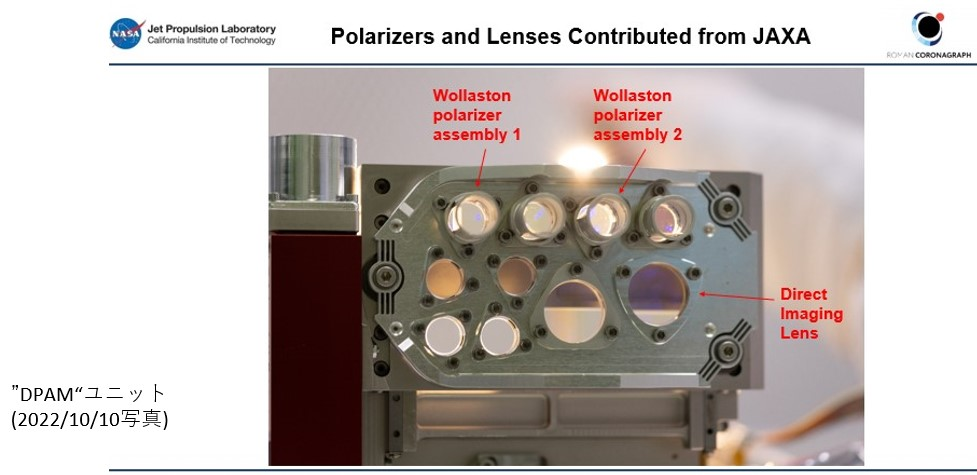 NASA
Jet Propulsion Laboratory
California Institute of Technology
Polarizers and Lenses Contributed from JAXA
ROMAN CORONAGRAPH
Wollaston
polarizer
assembly 1
Wollaston
polarizer
assembly 2
Direct
Imaging
Lens
”DPAM“ユニット
(2022/10/10写真)